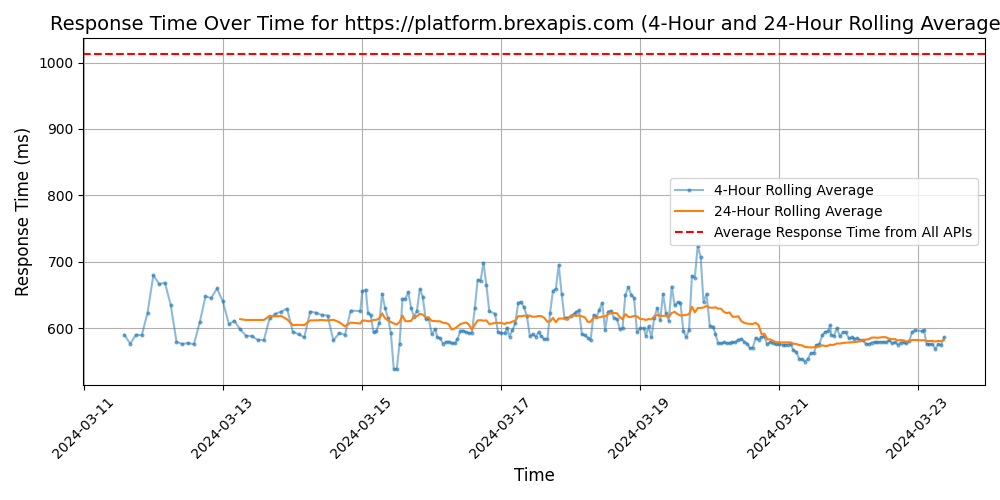 Response Time Over Time for https://platform.brexapis.com (4-Hour and 24-Hour Rolling Average
1000
900
800
700
600
Response Time (ms)
4-Hour Rolling Average
24-Hour Rolling Average
Average Response Time from All APIs
2024-03-11
2024-03-13
2024-03-15
2024-03-17
2024-03-19
2024-03-21
2024-03-23
Time